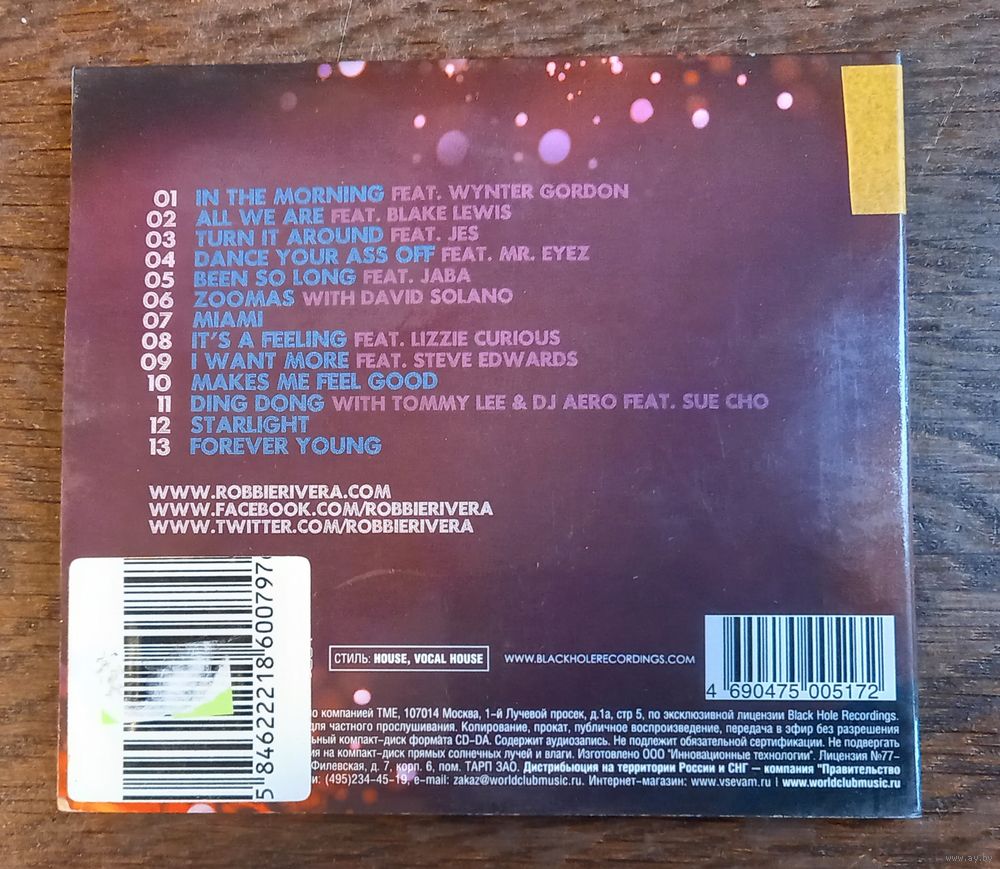 01 IN THE MORNING FEAT. WYNTER GORDON
02 ALL WE ARE FEAT. BLAKE LEWIS
03 TURN IT AROUND FEAT. JES
04 DANCE YOUR ASS OFF FEAT. MR. EYEZ
05 BEEN SO LONG FEAT. JABA
06 ZOOMAS WITH DAVID SOLANO
07 MIAMI
08 IT'S A FEELING FEAT. LIZZIE CURIOUS
09 I WANT MORE FEAT. STEVE EDWARDS
10 MAKES ME FEEL GOOD
11 DING DONG WITH TOMMY LEE & DJ AERO FEAT. SUE CHO
12 STARLIGHT
13 FOREVER YOUNG
WWW.ROBBIERIVERA.COM
WWW.FACEBOOK.COM/ROBBIERIVERA
WWW.TWITTER.COM/ROBBIERIVERA
5 846222 186007970
СТИЛЬ: HOUSE, VOCAL HOUSE
WWW.BLACKHOLERECORDINGS.COM
4 690475 005172
компанией TME, 107014 Москва, 1-й Лучевой просек, д.1а, стр 5, по эксклюзивной лицензии Black Hole Recordings.
для частного прослушивания. Копирование, прокат, публичное воспроизведение, передача в эфир без разрешения
компакт-диск формата CD-DA. Содержит аудиозапись. Не подлежит обязательной сертификации. Не подвергать
на компакт-диск прямых солнечных лучей и влаги. Изготовлено ООО "Инновационные технологии". Лицензия №77-
Филевская, д. 7, корп. 6, пом. ТАРП ЗАО. Дистрибьюция на территории России и СНГ — компания "Правительство
(495)234-45-19, e-mail: zakaz@worldclubmusic.ru. Интернет-магазин: www.vsevam.ru | www.worldclubmusic.ru
www.ay.by